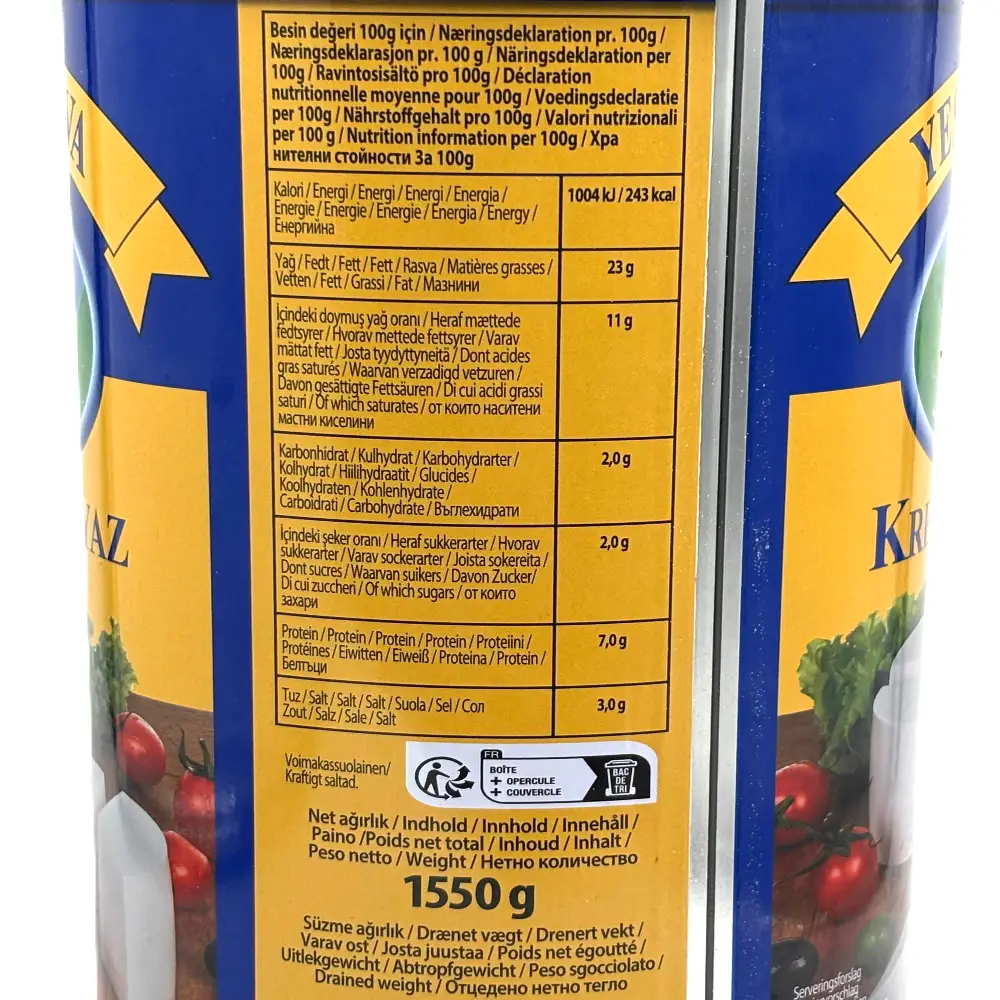 Besin değeri 100g için / Næringsdeklaration pr. 100g /
Næringsdeklarasjon pr. 100 g / Näringsdeklaration per
100g / Ravintosisältö pro 100g / Déclaration
nutritionnelle moyenne pour 100g / Voedingsdeclaratie
per 100g / Nährstoffgehalt pro 100g / Valori nutrizionali
per 100 g / Nutrition information per 100g / Хра
нителни стойности За 100g
Kalori / Energi / Energi / Energi / Energia /
Energie / Energie / Energie / Energia / Energy /
Енергийна
1004 kJ / 243 kcal
Yağ / Fedt / Fett / Fett / Rasva / Matières grasses /
Vetten / Fett / Grassi / Fat / Мазнини
23 g
İçindeki doymuş yağ oranı / Heraf mættede
fedtsyrer / Hvorav mettede fettsyrer / Varav
mättat fett / Josta tyydyttyneitä / Dont acides
gras saturés / Waarvan verzadigd vetzuren /
Davon gesättigte Fettsäuren / Di cui acidi grassi
saturi / Of which saturates / от които наситени
мастни киселини
11 g
Karbonhidrat / Kulhydrat / Karbohydrarter /
Kolhydrat / Hiilihydraatit / Glucides /
Koolhydraten / Kohlenhydrate /
Carboidrati / Carbohydrate / Въглехидрати
2,0 g
İçindeki şeker oranı / Heraf sukkerarter / Hvorav
sukkerarter / Varav sockerarter / Joista sokereita /
Dont sucres / Waarvan suikers / Davon Zucker/
Di cui zuccheri / Of which sugars / от които
захари
2,0 g
Protein / Protein / Protein / Protein / Proteiini /
Protéines / Eiwitten / Eiweiß / Proteina / Protein /
Белтъци
7,0 g
Tuz / Salt / Salt / Salt / Suola / Sel / Сол
Zout / Salz / Sale / Salt
3,0 g
Voimakassuolainen/
Kraftigt saltad.
FR
BOÎTE
+ OPERCULE
+ COUVERCLE
BAC
DE
TRI
Net ağırlık / Indhold / Innhold / Innehåll /
Paino /Poids net total / Inhoud / Inhalt /
Peso netto / Weight / Нетно количество
1550 g
Süzme ağırlık / Drænet vægt / Drenert vekt /
Varav ost / Josta juustaa / Poids net égoutté /
Uitlekgewicht / Abtropfgewicht / Peso sgocciolato /
Drained weight / Отцедено нетно тегло
VA
YAZ
YE
KRE
Serveringsforslag